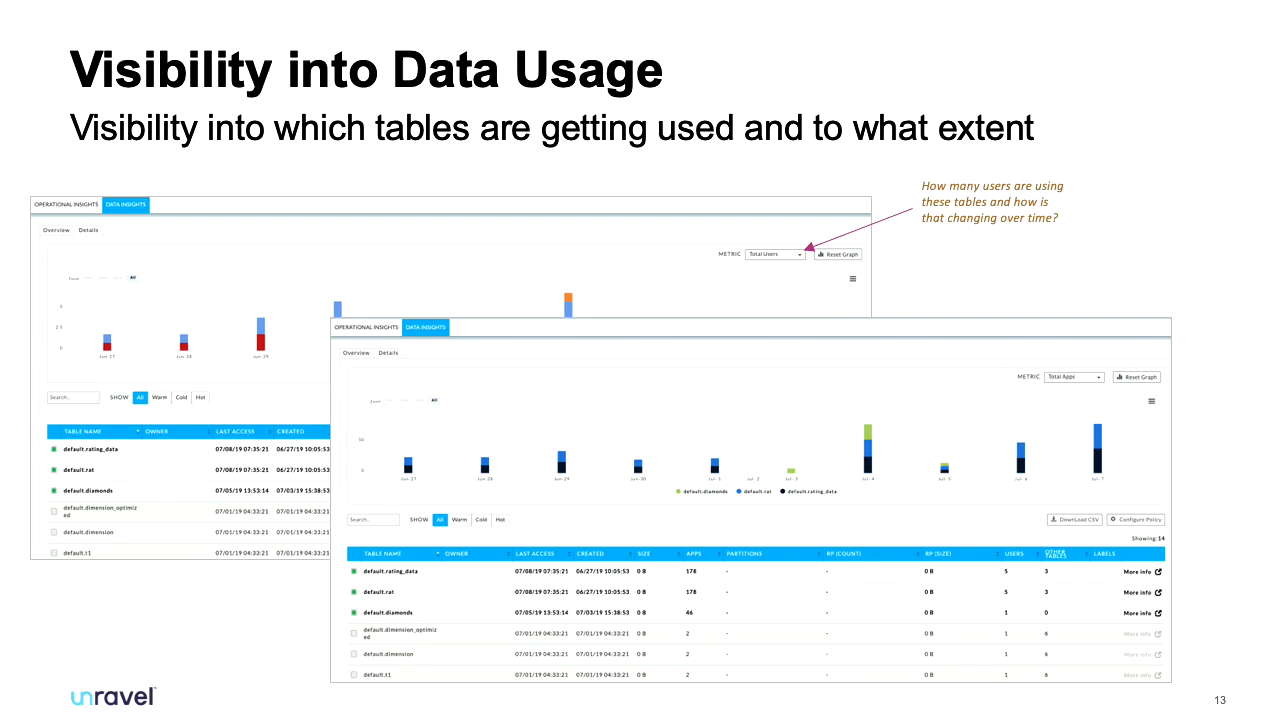 Visibility into Data Usage
Visibility into which tables are getting used and to what extent
How many users are using
these tables and how is
that changing over time?
OPERATIONAL INSIGHTS DATA INSIGHTS
Overview Details
METRIC Total Users Reset Graph
All
5
2.5
0
Jun-27 Jun-28 Jun-29
Search.. SHOW All Warm Cold Hot
TABLE NAME OWNER LAST ACCESS CREATED
default.rating_data 07/08/19 07:35:21 06/27/19 10:05:53
default.rat 07/08/19 07:35:21 06/27/19 10:05:53
default.diamonds 07/05/19 13:53:14 07/03/19 15:38:53
default.dimension_optimiz
ed 07/01/19 04:33:21 07/01/19 04:33:21
default.dimension 07/01/19 04:33:21 07/01/19 04:33:21
default.t1 07/01/19 04:33:21 07/01/19 04:33:21
OPERATIONAL INSIGHTS DATA INSIGHTS
Overview Details
METRIC Total Apps Reset Graph
Zoom All
50
0
Jun-27 Jun-28 Jun-29 Jun-30 Jul-1 Jul-2 Jul-3 Jul-4 Jul-5 Jul-6 Jul-7
default.diamonds default.rat default.rating_data
Search.. SHOW All Warm Cold Hot DownLoad CSV Configure Policy
Showing: 14
TABLE NAME OWNER LAST ACCESS CREATED SIZE APPS PARTITIONS RP (COUNT) RP (SIZE) USERS OTHER TABLES LABELS
default.rating_data 07/08/19 07:35:21 06/27/19 10:05:53 0 B 178 - - 0 B 5 3 More info
default.rat 07/08/19 07:35:21 06/27/19 10:05:53 0 B 178 - - 0 B 5 3 More info
default.diamonds 07/05/19 13:53:14 07/03/19 15:38:53 0 B 46 - - 0 B 1 0 More info
default.dimension_optimiz
ed 07/01/19 04:33:21 07/01/19 04:33:21 0 B 2 - - 0 B 1 6 More info
default.dimension 07/01/19 04:33:21 07/01/19 04:33:21 0 B 2 - - 0 B 1 6 More info
default.t1 07/01/19 04:33:21 07/01/19 04:33:21 0 B 2 - - 0 B 1 6 More info
unravel
13